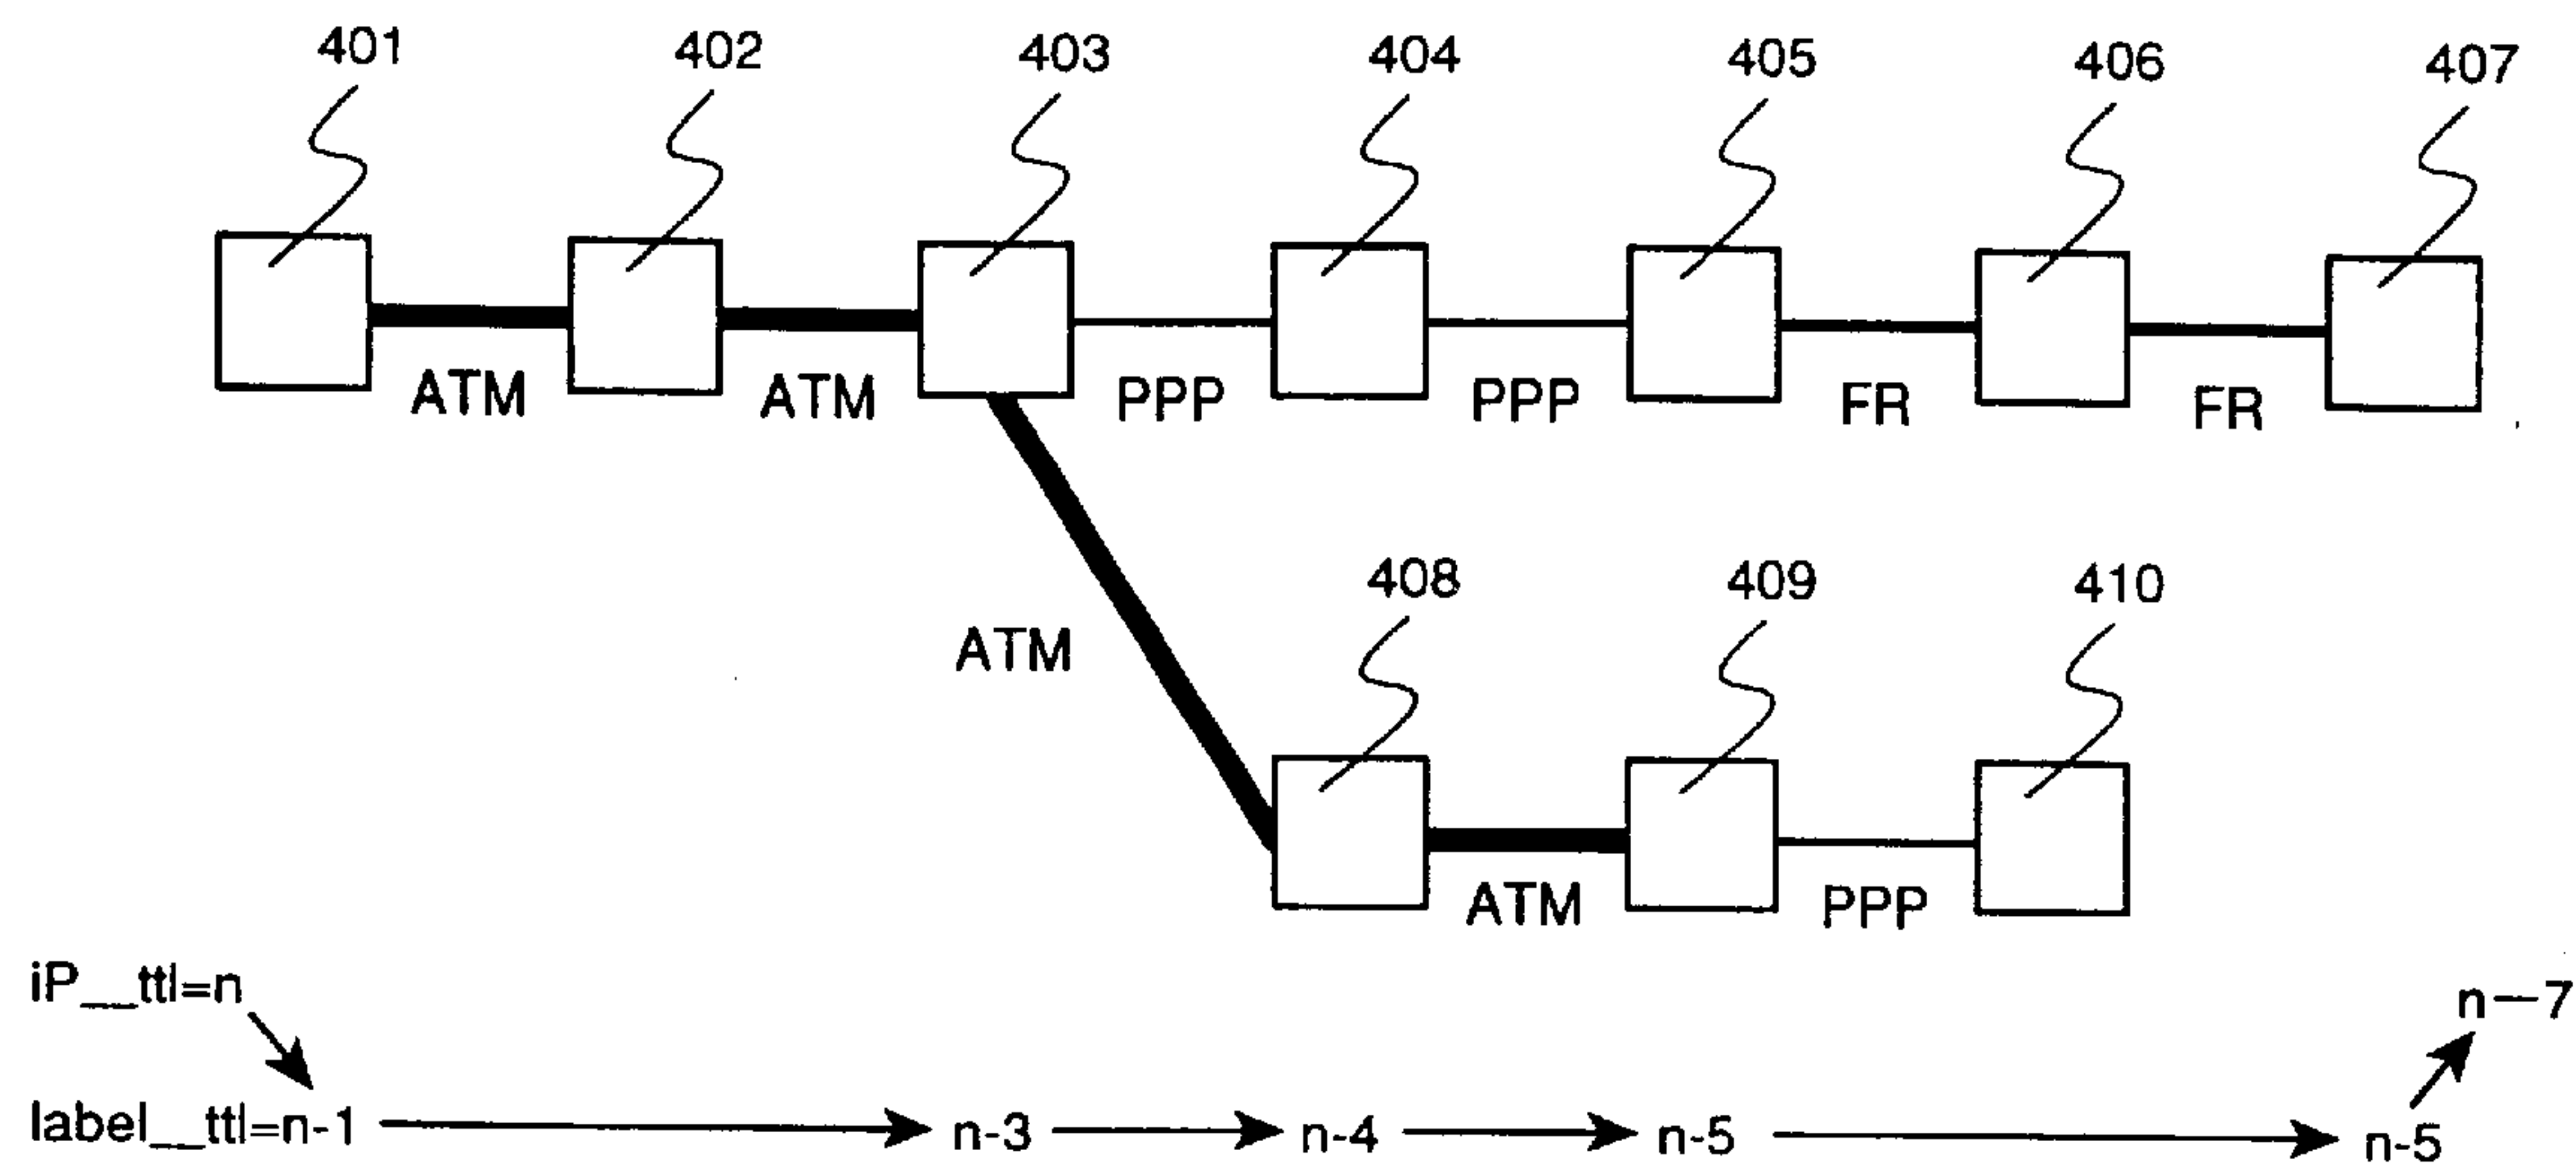 401 402 403 404 405 406 407
ATM ATM PPP PPP FR FR
ATM
408 409 410
ATM PPP
iP__ttl=n
n—7
label__ttl=n-1 n-3 n-4 n-5 n-5